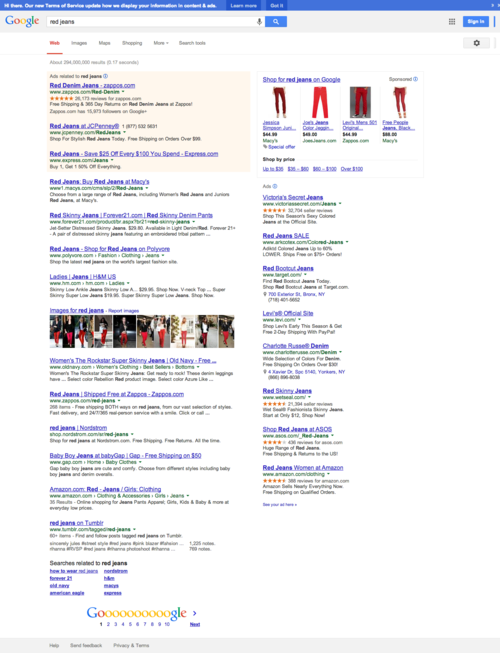 Hi there. Our new Terms of Service update how we display your information in content & ads. Learn more Got it
Google red jeans Sign in
Web Images Maps Shopping More Search tools
About 294,000,000 results (0.17 seconds)
Ads related to red jeans
Red Denim Jeans - zappos.com
www.zappos.com/Red-Denim
26,173 reviews for zappos.com
Free Shipping & 365 Day Returns on Red Denim Jeans at Zappos!
Zappos.com has 15,973 followers on Google+
Red Jeans at JCPenney®
www.jcpenney.com/RedJeans
Shop for Stylish Red Jeans Today. Free Shipping on Orders Over $99.
Red Jeans - Save $25 Off Every $100 You Spend - Express.com
www.express.com/Jeans
Buy 1, Get 1 50% Off Everything.
Red Jeans: Buy Red Jeans at Macy's
www1.macys.com/cms/slp/2/Red-Jeans
Choose from a large range of Red Jeans, including Women's Red Jeans and Juniors
Red Jeans, at Macy's.
Red Skinny Jeans | Forever21.com | Red Skinny Denim Pants
Jet-Setter Distressed Skinny Jeans. $29.80. Available in Light Denim/Red. Forever 21+
- A pair of distressed skinny jeans featuring an embroidered tribal pattern ...
Red Jeans - Shop for Red Jeans on Polyvore
www.polyvore.com › Fashion › Clothing › Jeans
Shop the latest red jeans on the world's largest fashion site.
Ladies | Jeans | H&M US
www.hm.com › hm.com › Ladies
Skinny Low Ankle Jeans Skinny Low A... $29.95. Shop Now. V-neck Top ... Super
Skinny Low Jeans $19.95. Super Skinny Super Low Jeans. Shop Now.
Images for red jeans - Report images
Women's The Rockstar Super Skinny Jeans | Old Navy - Free ...
www.oldnavy.com › Women's Clothing › Best Sellers › Bottoms
Women's The Rockstar Super Skinny Jeans. Get ready to rock! These denim leggings
have ... Select color Rebellion Red product image. Select color Azure Like ...
Red Jeans | Shipped Free at Zappos - Zappos.com
www.zappos.com/red-jeans
288 items - Free shipping BOTH ways on red jeans, from our vast selection of styles.
Fast delivery, and 24/7/365 real-person service with a smile. Click or call ...
red jeans | Nordstrom
shop.nordstrom.com/sr/red-jeans
Shop for red jeans at Nordstrom.com. Free Shipping. Free Returns. All the time.
Baby Boy Jeans at babyGap | Gap - Free Shipping on $50
www.gap.com › Home › Baby Clothes
Gap baby boy jeans are cute and comfy. Choose from different styles including baby boy
jeans and denim overalls.
Amazon.com: Red - Jeans / Girls: Clothing
www.amazon.com › Clothing & Accessories › Girls › Jeans
35 Results - Online shopping for Jeans Pants Apparel, Girls, Kids & Baby & more at
everyday low prices.
red jeans on Tumblr
www.tumblr.com/tagged/red-jeans
60+ items - Find and follow posts tagged red jeans on Tumblr.
sincerely jules #street style #red jeans #pink blazer #fahsion ... 1,225 notes.
rihanna #RVSP #red jeans #rihanna photoshoot #rihanna ... 768 notes.
Searches related to red jeans
how to wear red jeans nordstrom
forever 21 h&m
old navy macys
american eagle express
Goooooooooogle
1 2 3 4 5 6 7 8 9 10 Next
Help Send feedback Privacy & Terms
Shop for red jeans on Google Sponsored
Jessica Simpson Juni...
$44.99
Macy's
Special offer
Joe's Jeans Color Jeggin...
$44.00
JoesJeans.com
Levi's Mens 501 Original...
$44.99
Zappos.com
Free People Jeans, Black...
$88.00
Macy's
Shop by price
Up to $35 $35 – $60 $80 – $100 Over $100
Ads
Victoria's Secret Jeans
www.victoriassecret.com/Jeans
32,704 seller reviews
Shop This Season's Sexy Colored
Jeans at the Official Site.
Red Jeans SALE
www.arkcotex.com/Colored-Jeans
Adkrid Colored Jeans Up to 60%
LOWER. Ships Free on $75+ Orders!
Red Bootcut Jeans
www.target.com/
Find Red Bootcut Jeans Today.
Shop Red Bootcut Jeans at Target.com.
700 Exterior St, Bronx, NY
(718) 401-5652
Levi's® Official Site
www.levi.com/
Shop Levi's Early This Season & Get
Free 2-Day Shipping With PayPal!
Charlotte Russe® Denim
www.charlotterusse.com/Denim
Wide Selection of Colors For Denim.
Free Shipping On Orders Over $30!
4 Xavier Dr, Spc 5140, Yonkers, NY
(866) 896-8038
Red Skinny Jeans
www.wetseal.com/
21,394 seller reviews
Wet Seal® Fashionista Skinny Jeans.
Start at Only $12, Shop Now!
Shop Red Jeans at ASOS
www.asos.com/_Red-Jeans
635 reviews for asos.com
Huge Range of Red Jeans.
Free Shipping & Returns to the US!
Red Jeans Women at Amazon
www.amazon.com/clothing
388 reviews for amazon.com
Amazon Sells Nearly Everything Now.
Free Shipping on Qualified Orders.
See your ad here »